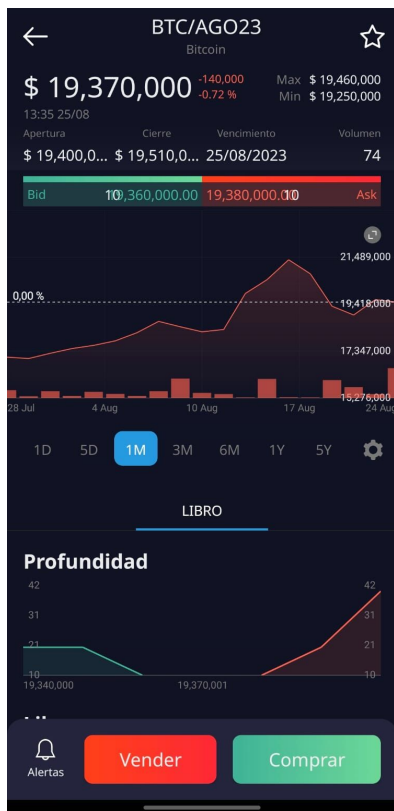 BTC/AGO23
Bitcoin
$ 19,370,000 -140,000 -0.72 %
Max $ 19,460,000
Min $ 19,250,000
13:35 25/08
Apertura Cierre Vencimiento Volumen
$ 19,400,0... $ 19,510,0... 25/08/2023 74
Bid 10 19,360,000.00 19,380,000.00 10 Ask
21,489,000
0,00 % 19,418,000
17,347,000
15,276,000
28 Jul 4 Aug 10 Aug 17 Aug 24 Aug
1D 5D 1M 3M 6M 1Y 5Y
LIBRO
Profundidad
42 42
31 31
21 21
10 10
19,340,000 19,370,001
Alertas Vender Comprar